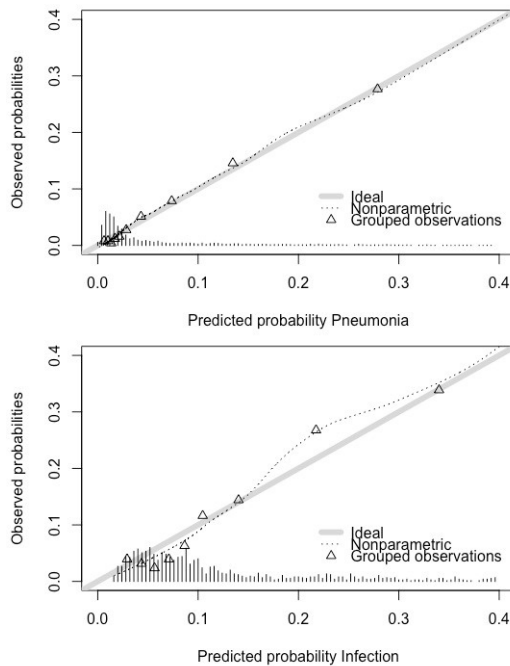 0.4
0.3
0.2
0.1
0.0
Observed probabilities
Ideal
Nonparametric
Grouped observations
0.0 0.1 0.2 0.3 0.4
Predicted probability Pneumonia
0.4
0.3
0.2
0.1
0.0
Observed probabilities
Ideal
Nonparametric
Grouped observations
0.0 0.1 0.2 0.3 0.4
Predicted probability Infection